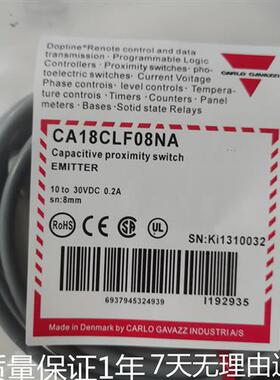 Dopline®Remote control and data
transmission · Programmable Logic
Controllers · Proximity switches · pho-
toelectric switches · Current Voltage
Phase controls · level controls · Tempera-
ture controls · Timers · Counters · Panel
meters · Bases · Solid state Relays
CARLO GAVAZZI
CA18CLF08NA
Capacitive proximity switch
EMITTER
10 to 30VDC 0.2A
sn:8mm
SN:Ki1310032
6937945324939
I192935
Made in Denmark by CARLO GAVAZZ INDUSTRI A/S
质量保证1年 7天无理由退